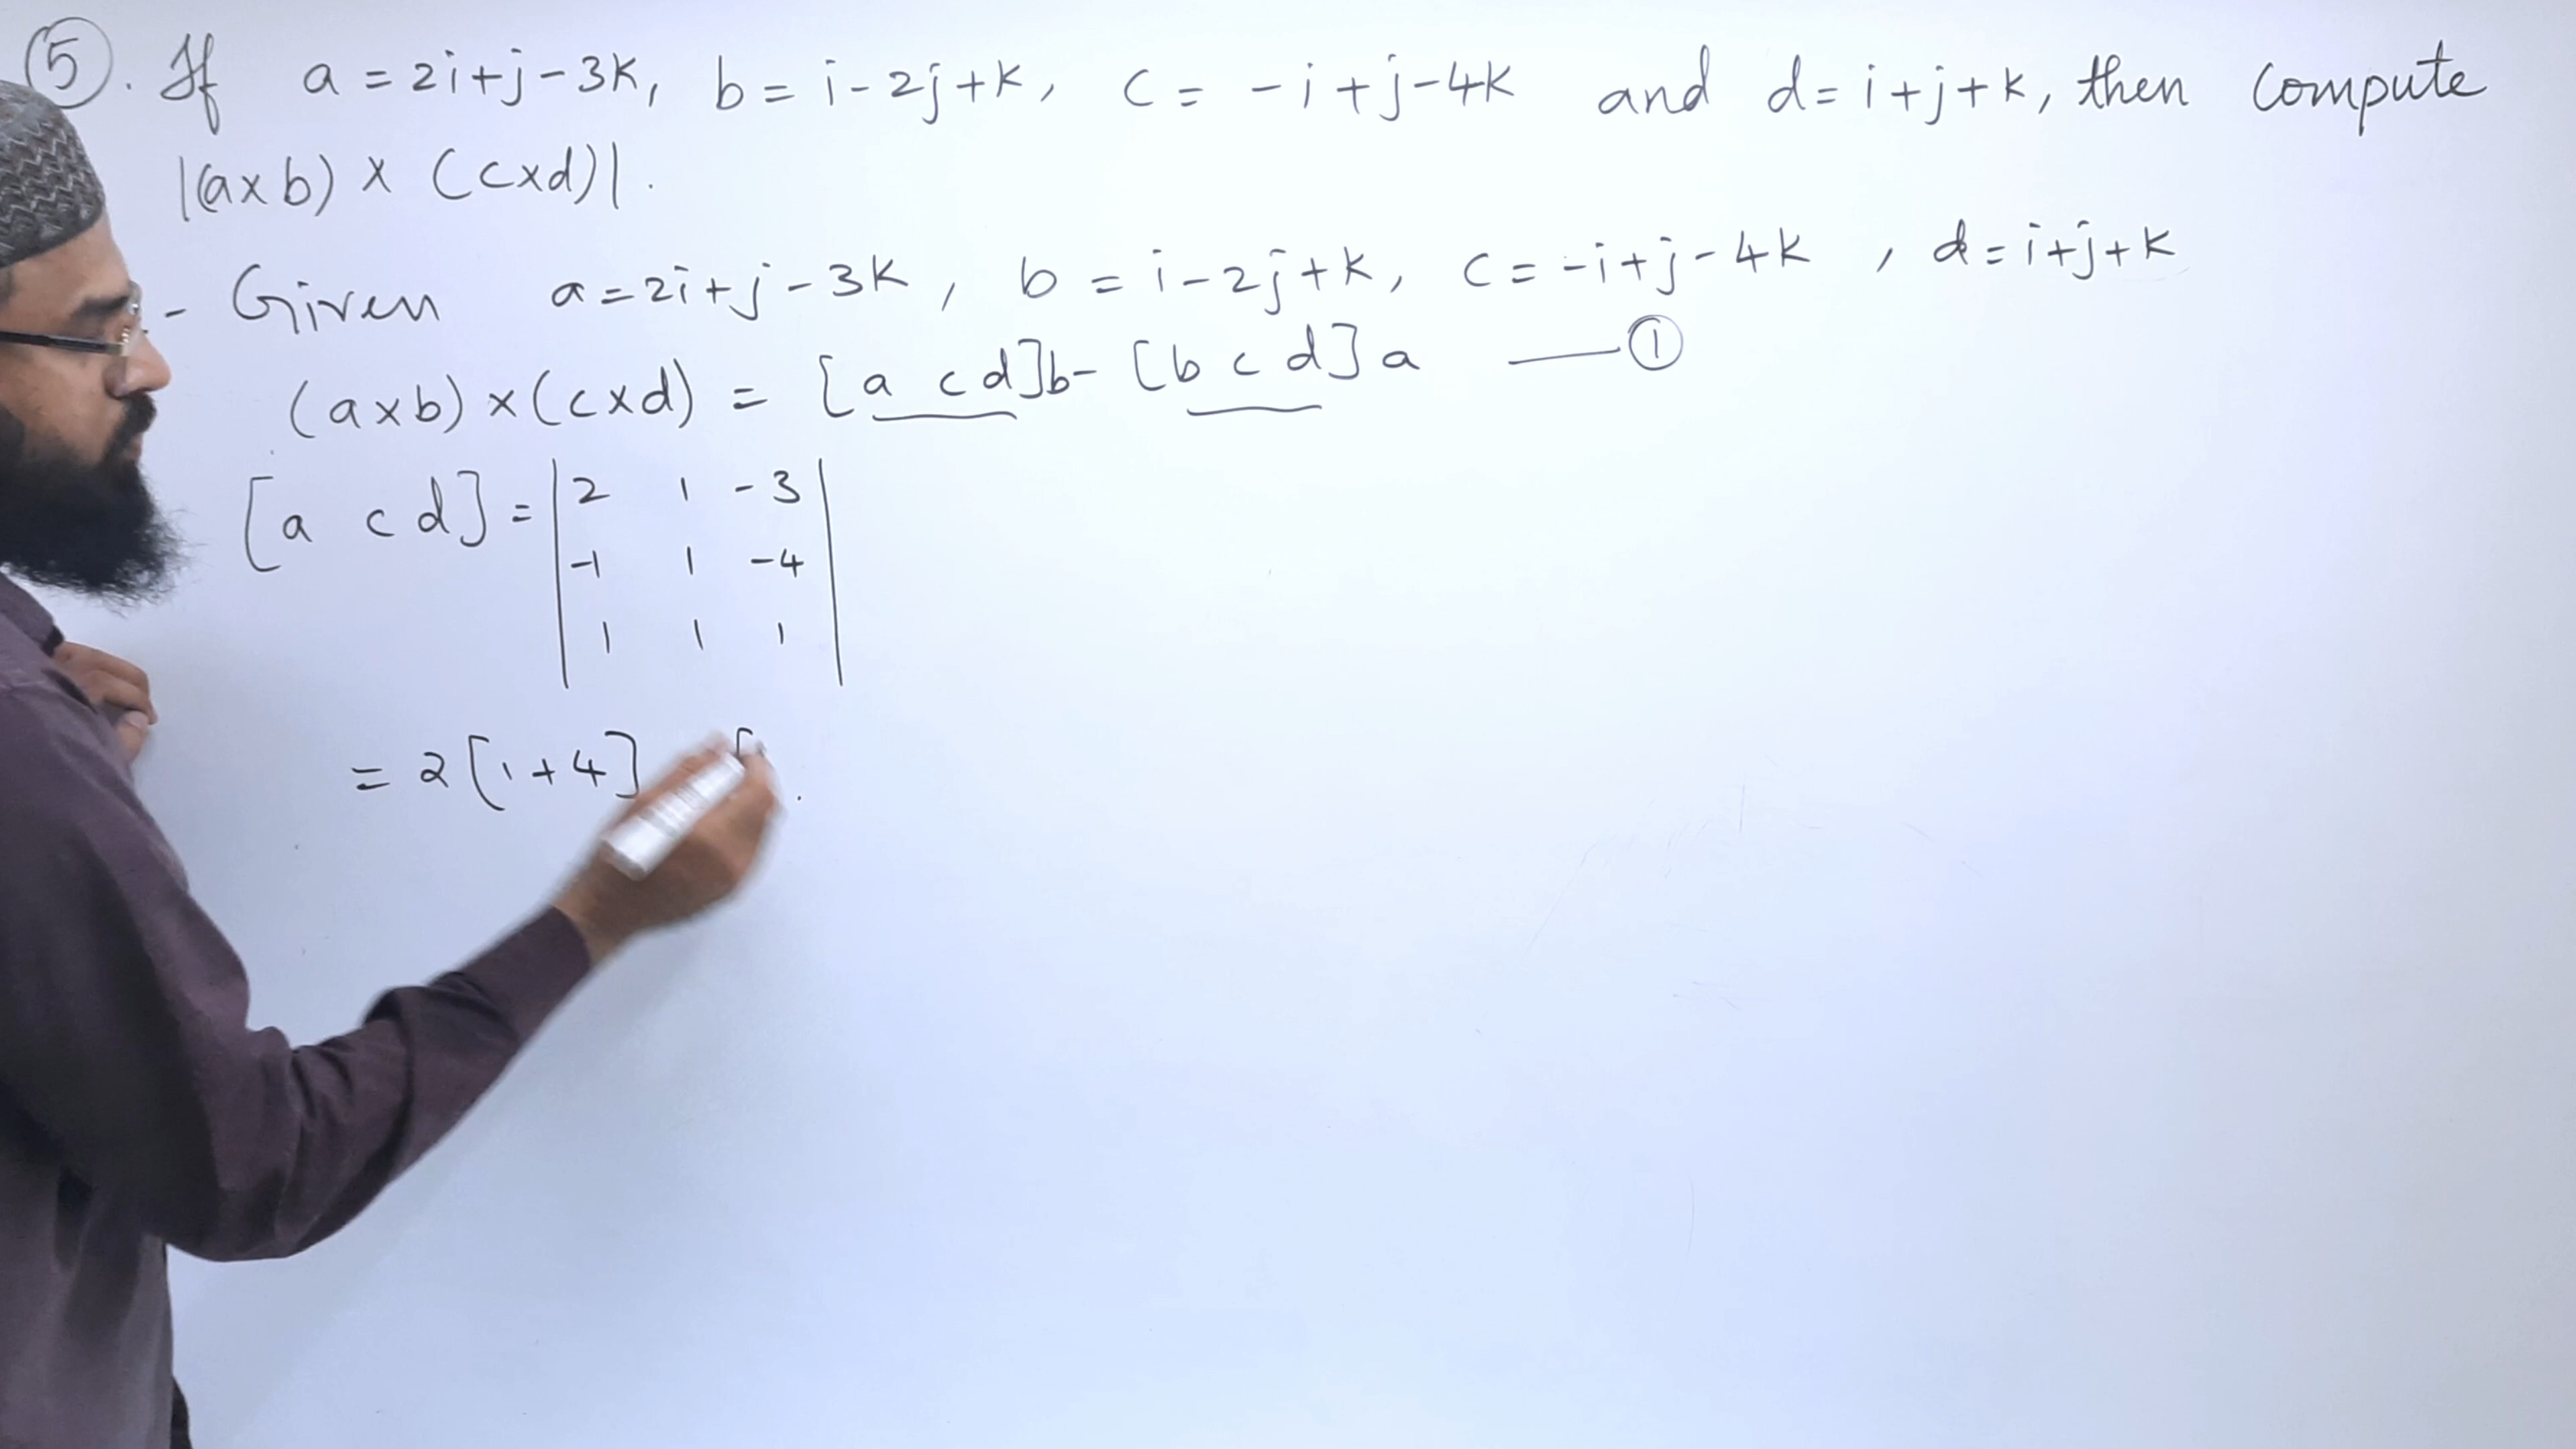 ⑤. If a = 2i+j-3k, b = i-2j+k, c = -i+j-4k and d = i+j+k, then compute
|(a×b) × (c×d)|.
- Given a = 2i+j-3k, b = i-2j+k, c = -i+j-4k, d = i+j+k
(a×b)×(c×d) = [a c d]b - [b c d]a —— ①
[a c d] = | 2 1 -3 |
| -1 1 -4 |
| 1 1 1 |
= 2[1+4] [